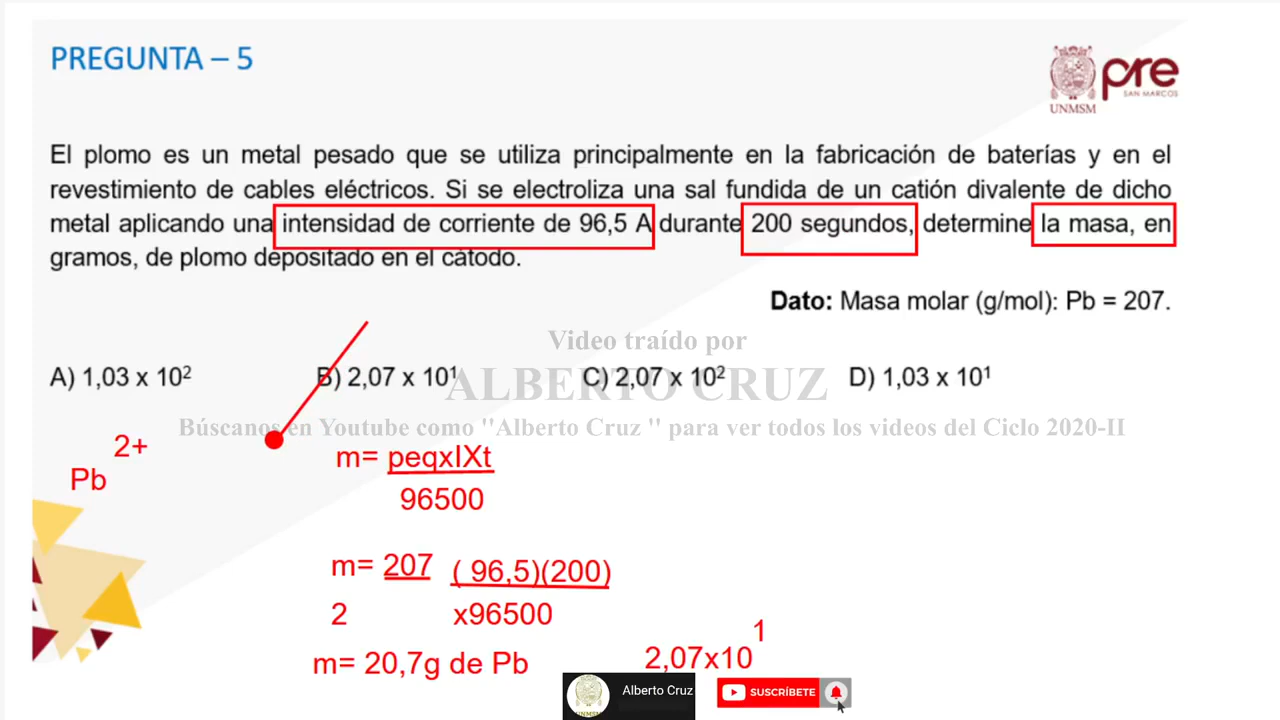 PREGUNTA – 5
UNMSM
pre
SAN MARCOS
El plomo es un metal pesado que se utiliza principalmente en la fabricación de baterías y en el
revestimiento de cables eléctricos. Si se electroliza una sal fundida de un catión divalente de dicho
metal aplicando una intensidad de corriente de 96,5 A durante 200 segundos, determine la masa, en
gramos, de plomo depositado en el cátodo.
Dato: Masa molar (g/mol): Pb = 207.
Video traído por
A) 1,03 x 10² B) 2,07 x 10¹ C) 2,07 x 10² D) 1,03 x 10¹
ALBERTO CRUZ
Búscanos en Youtube como ''Alberto Cruz '' para ver todos los videos del Ciclo 2020-II
2+
Pb
m= peqxIXt
96500
m= 207 ( 96,5)(200)
2 x96500
1
m= 20,7g de Pb 2,07x10
UNMSM
Alberto Cruz
SUSCRÍBETE